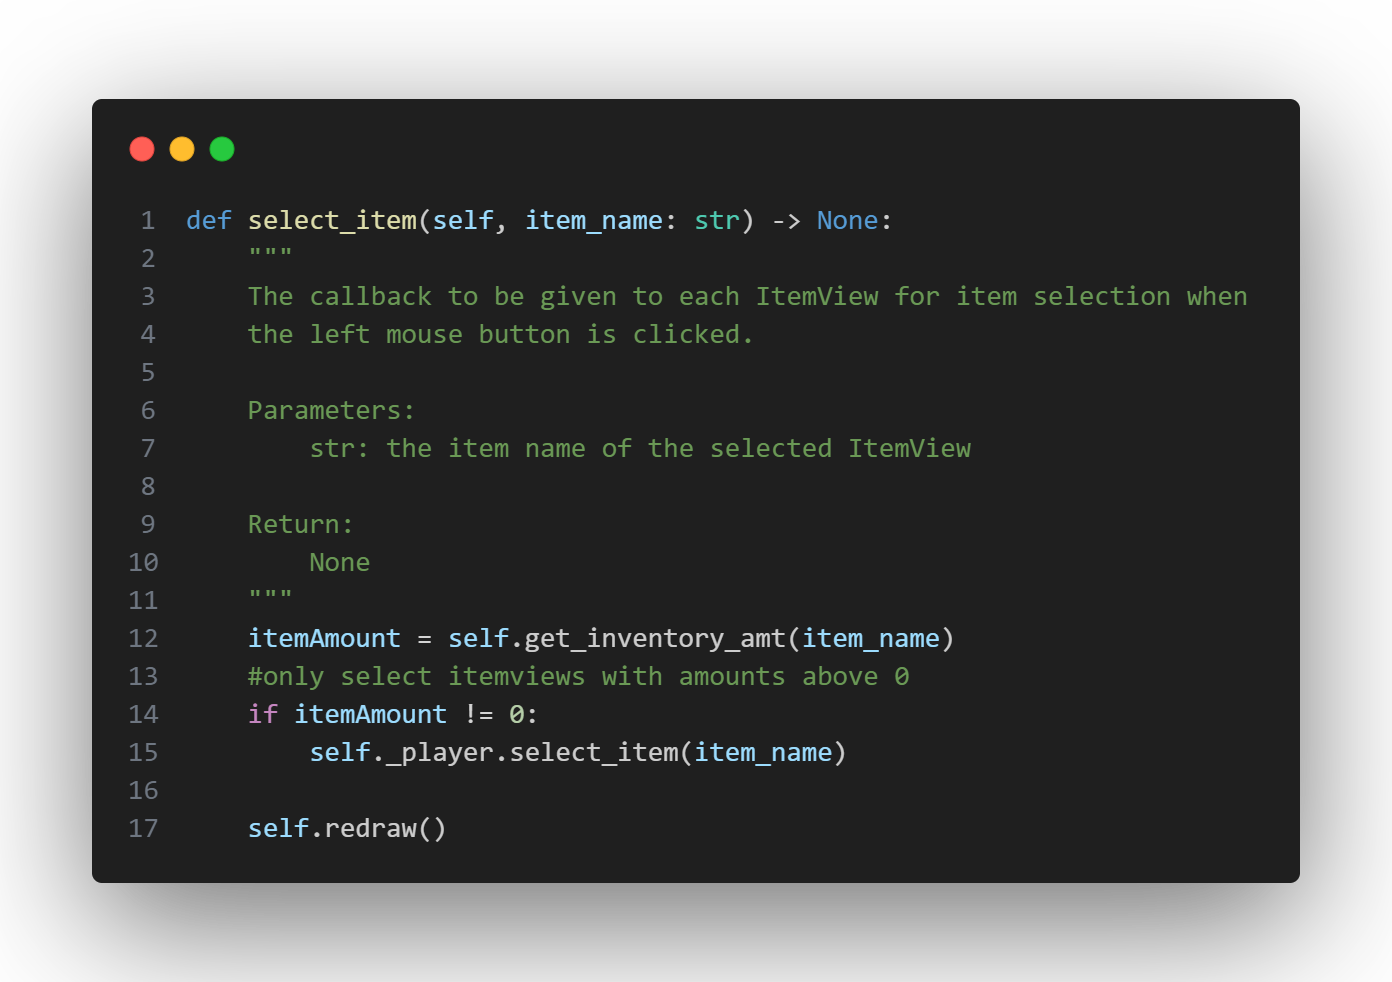 1 def select_item(self, item_name: str) -> None:
2     """
3     The callback to be given to each ItemView for item selection when
4     the left mouse button is clicked.
5
6     Parameters:
7         str: the item name of the selected ItemView
8
9     Return:
10         None
11     """
12     itemAmount = self.get_inventory_amt(item_name)
13     #only select itemviews with amounts above 0
14     if itemAmount != 0:
15         self._player.select_item(item_name)
16
17     self.redraw()